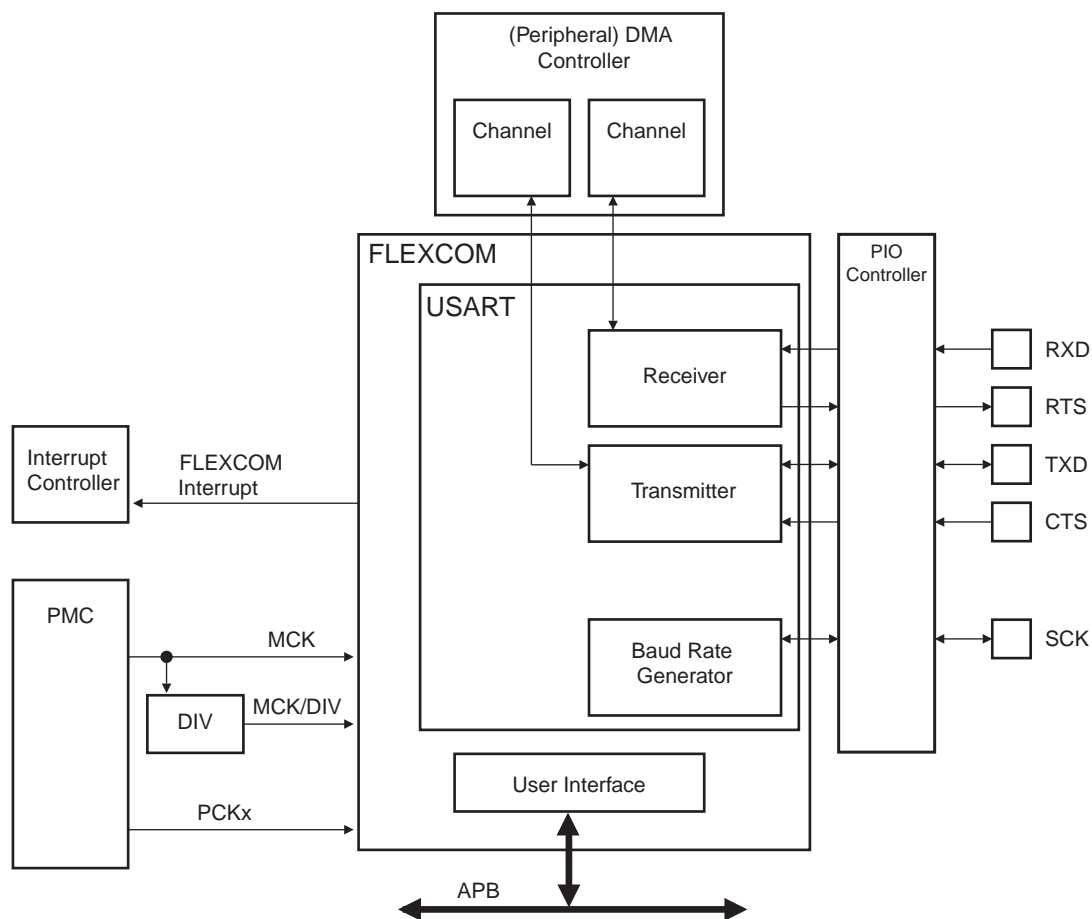 (Peripheral) DMA
Controller
Channel
Channel
FLEXCOM
PIO
Controller
USART
Receiver
RXD
RTS
Interrupt
Controller
FLEXCOM
Interrupt
Transmitter
TXD
CTS
PMC
MCK
DIV
MCK/DIV
PCKx
Baud Rate
Generator
SCK
User Interface
APB